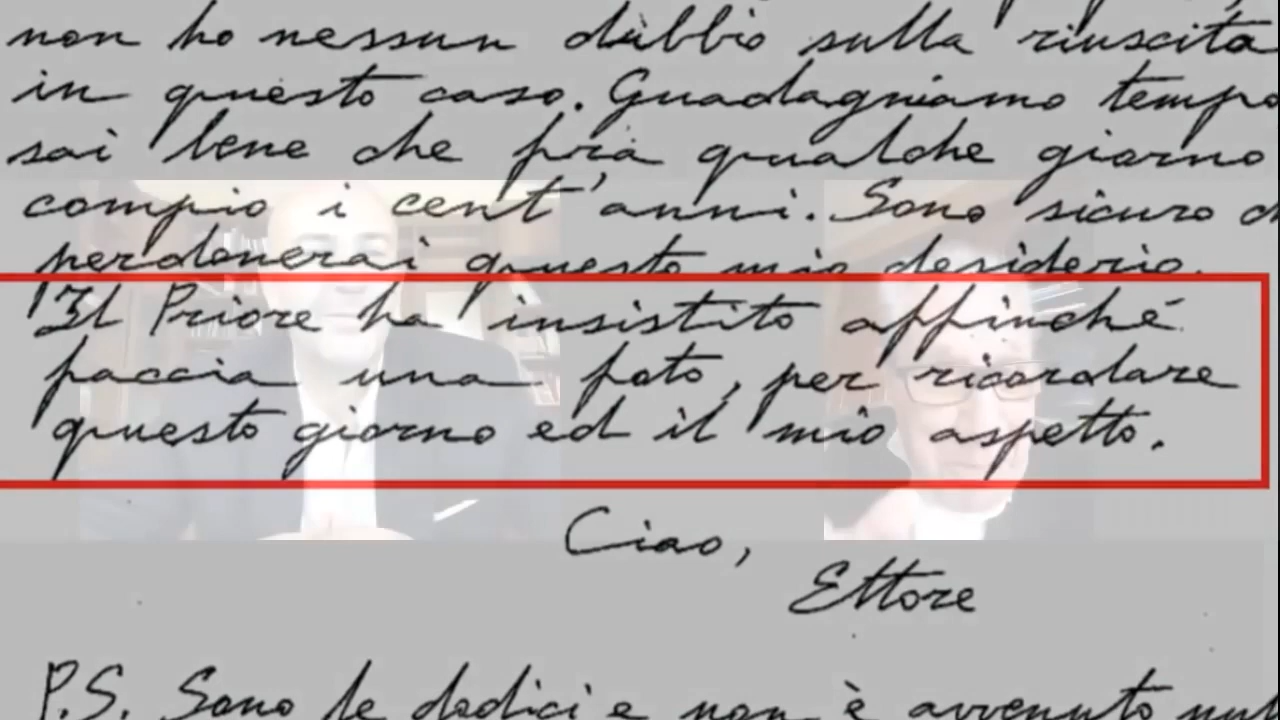 non ho nessun dubbio sulla riuscita
in questo caso. Guadagniamo tempo
sai bene che fra qualche giorno
compio i cent'anni. Sono sicuro
perdonerai questo mio desiderio.
Il Priore ha insistito affinché
faccia una foto, per ricordare
questo giorno ed il mio aspetto.
Ciao,
Ettore
P.S. Sono le dodici e non è avvenuto